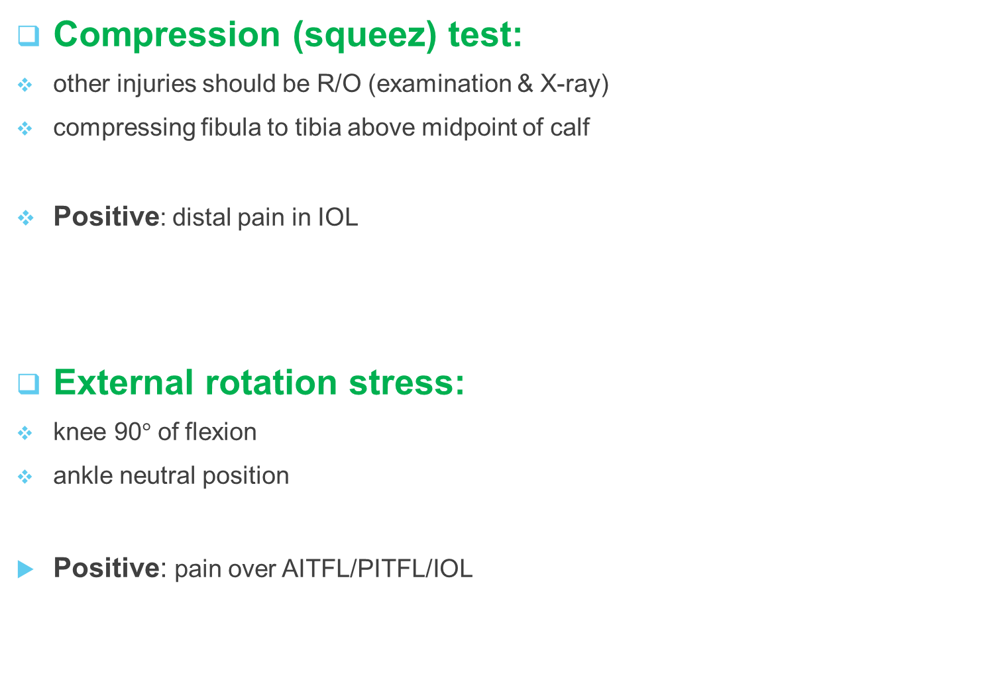 Compression (squeez) test:
other injuries should be R/O (examination & X-ray)
compressing fibula to tibia above midpoint of calf
Positive: distal pain in IOL
External rotation stress:
knee 90° of flexion
ankle neutral position
Positive: pain over AITFL/PITFL/IOL